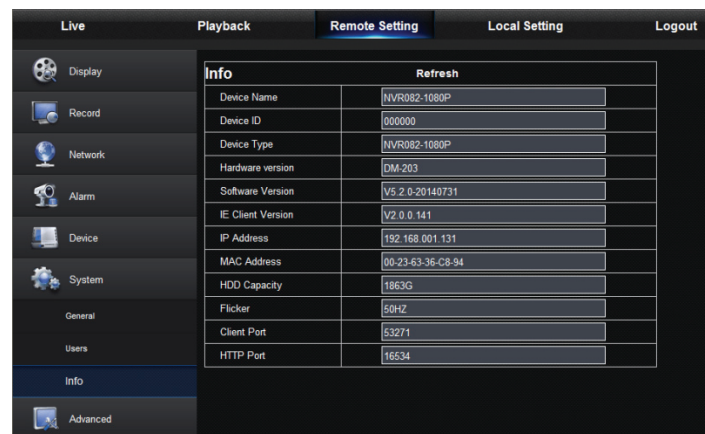 Live Playback Remote Setting Local Setting Logout
Display
Record
Network
Alarm
Device
System
General
Users
Info
Advanced
Info Refresh
Device Name NVR082-1080P
Device ID 000000
Device Type NVR082-1080P
Hardware version DM-203
Software Version V5.2.0-20140731
IE Client Version V2.0.0.141
IP Address 192.168.001.131
MAC Address 00-23-63-36-C8-94
HDD Capacity 1863G
Flicker 50HZ
Client Port 53271
HTTP Port 16534